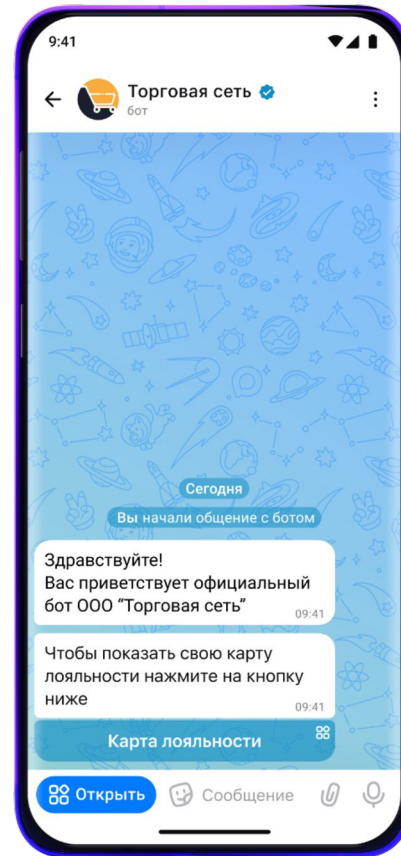 9:41
Торговая сеть
бот
Сегодня
Вы начали общение с ботом
Здравствуйте!
Вас приветствует официальный
бот ООО “Торговая сеть”
09:41
Чтобы показать свою карту
лояльности нажмите на кнопку
ниже
09:41
Карта лояльности
Открыть
Сообщение